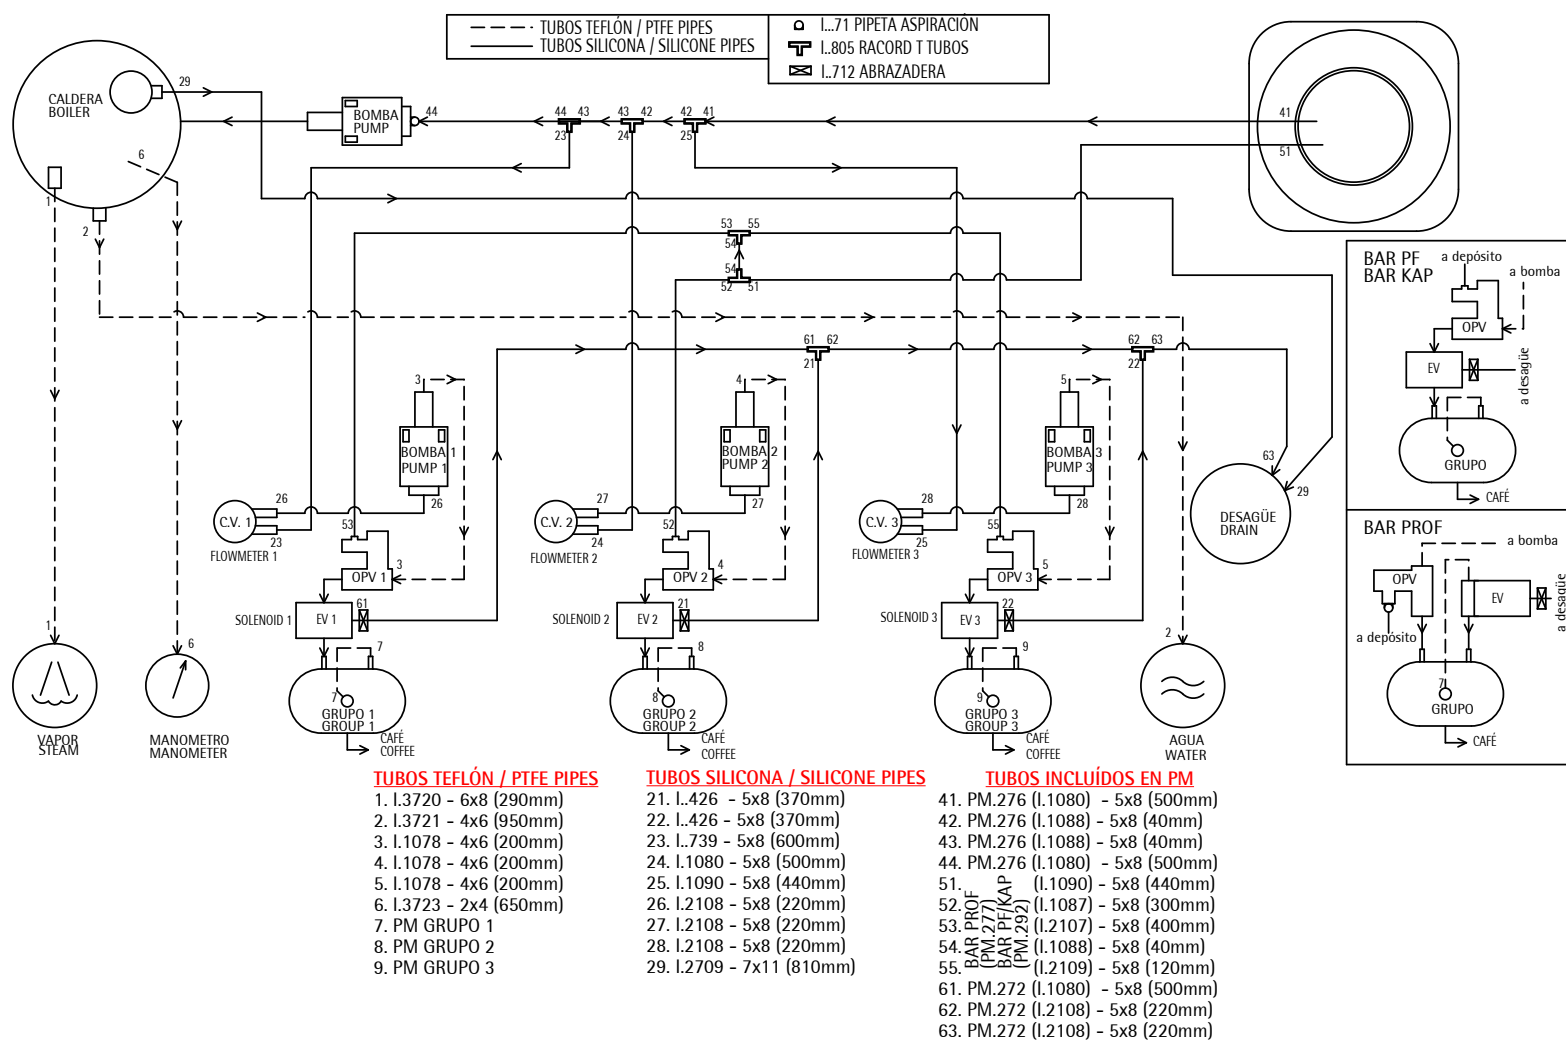 TUBOS TEFLÓN / PTFE PIPES
TUBOS SILICONA / SILICONE PIPES
I...71 PIPETA ASPIRACIÓN
I..805 RACORD T TUBOS
I..712 ABRAZADERA
CALDERA
BOILER
29
6
1
2
BOMBA
PUMP
44
44
43
23
43
42
24
42
41
25
41
51
53
55
54
54
52
51
61
62
21
62
63
22
3
BOMBA 1
PUMP 1
26
4
BOMBA 2
PUMP 2
27
5
BOMBA 3
PUMP 3
28
C.V. 1
26
23
FLOWMETER 1
C.V. 2
27
24
FLOWMETER 2
C.V. 3
28
25
FLOWMETER 3
53
OPV 1
3
52
OPV 2
4
55
OPV 3
5
SOLENOID 1
EV 1
61
SOLENOID 2
EV 2
21
SOLENOID 3
EV 3
22
63
29
DESAGÜE
DRAIN
1
VAPOR
STEAM
6
MANOMETRO
MANOMETER
7
7
GRUPO 1
GROUP 1
CAFÉ
COFFEE
8
8
GRUPO 2
GROUP 2
CAFÉ
COFFEE
9
9
GRUPO 3
GROUP 3
CAFÉ
COFFEE
2
AGUA
WATER
BAR PF
BAR KAP
a depósito
a bomba
OPV
EV
a desagüe
GRUPO
CAFÉ
BAR PROF
a bomba
OPV
EV
a desagüe
a depósito
7
GRUPO
CAFÉ
TUBOS TEFLÓN / PTFE PIPES
1. I.3720 - 6x8 (290mm)
2. I.3721 - 4x6 (950mm)
3. I.1078 - 4x6 (200mm)
4. I.1078 - 4x6 (200mm)
5. I.1078 - 4x6 (200mm)
6. I.3723 - 2x4 (650mm)
7. PM GRUPO 1
8. PM GRUPO 2
9. PM GRUPO 3
TUBOS SILICONA / SILICONE PIPES
21. I..426 - 5x8 (370mm)
22. I..426 - 5x8 (370mm)
23. I..739 - 5x8 (600mm)
24. I.1080 - 5x8 (500mm)
25. I.1090 - 5x8 (440mm)
26. I.2108 - 5x8 (220mm)
27. I.2108 - 5x8 (220mm)
28. I.2108 - 5x8 (220mm)
29. I.2709 - 7x11 (810mm)
TUBOS INCLUÍDOS EN PM
41. PM.276 (I.1080) - 5x8 (500mm)
42. PM.276 (I.1088) - 5x8 (40mm)
43. PM.276 (I.1088) - 5x8 (40mm)
44. PM.276 (I.1080) - 5x8 (500mm)
51. (I.1090) - 5x8 (440mm)
52. (I.1087) - 5x8 (300mm)
53. (I.2107) - 5x8 (400mm)
54. (I.1088) - 5x8 (40mm)
55. (I.2109) - 5x8 (120mm)
BAR PROF
(PM.277)
BAR PF/KAP
(PM.292)
61. PM.272 (I.1080) - 5x8 (500mm)
62. PM.272 (I.2108) - 5x8 (220mm)
63. PM.272 (I.2108) - 5x8 (220mm)